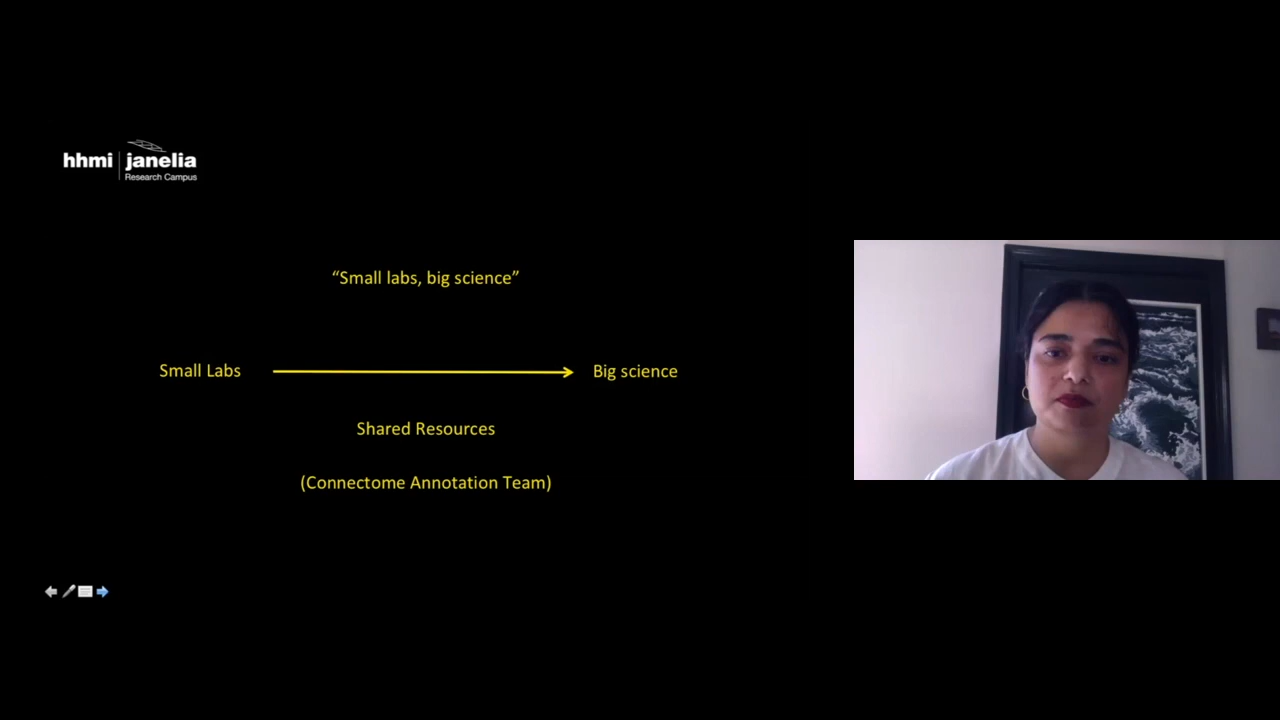 hhmi janelia
Research Campus
“Small labs, big science”
Small Labs Big science
Shared Resources
(Connectome Annotation Team)